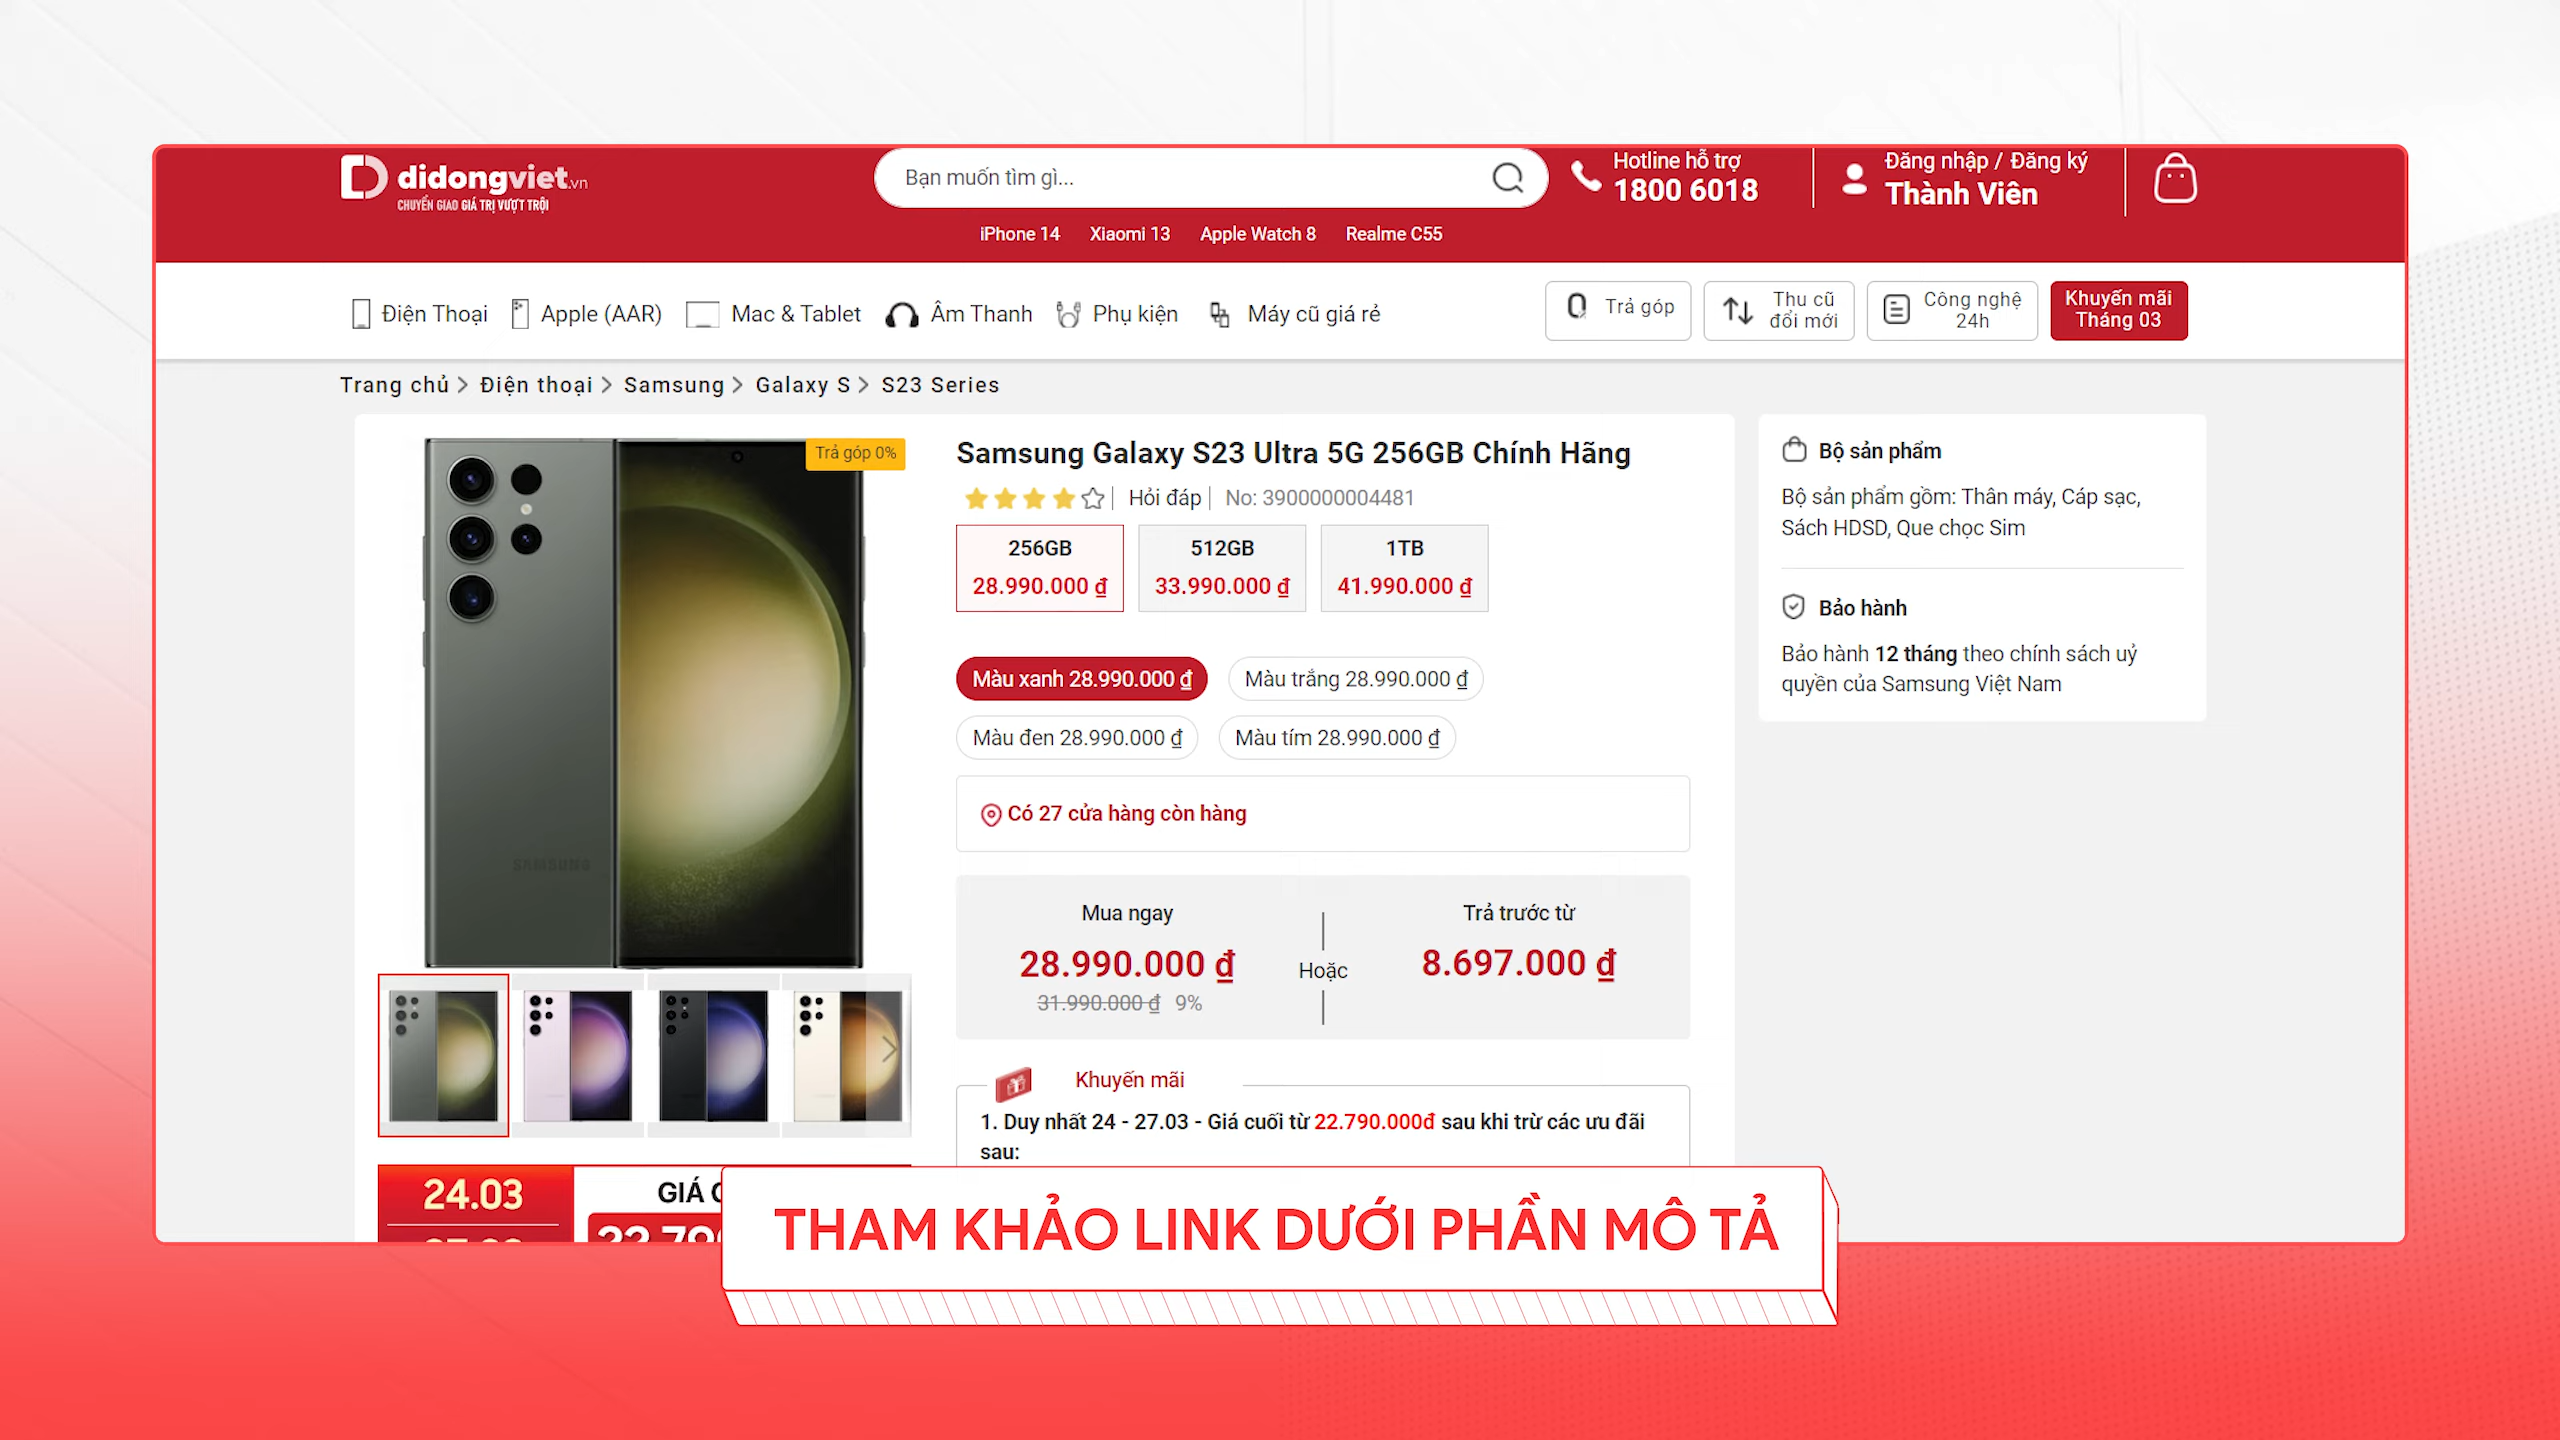 didongviet.vn
CHUYỂN GIAO GIÁ TRỊ VƯỢT TRỘI
Bạn muốn tìm gì...
Hotline hỗ trợ
1800 6018
Đăng nhập / Đăng ký
Thành Viên
iPhone 14 Xiaomi 13 Apple Watch 8 Realme C55
Điện Thoại Apple (AAR) Mac & Tablet Âm Thanh Phụ kiện Máy cũ giá rẻ
Trả góp
Thu cũ
đổi mới
Công nghệ
24h
Khuyến mãi
Tháng 03
Trang chủ > Điện thoại > Samsung > Galaxy S > S23 Series
Trả góp 0%
SAMSUNG
Samsung Galaxy S23 Ultra 5G 256GB Chính Hãng
Hỏi đáp | No: 3900000004481
256GB
28.990.000 ₫
512GB
33.990.000 ₫
1TB
41.990.000 ₫
Màu xanh 28.990.000 ₫
Màu trắng 28.990.000 ₫
Màu đen 28.990.000 ₫
Màu tím 28.990.000 ₫
Có 27 cửa hàng còn hàng
Mua ngay
28.990.000 ₫
31.990.000 ₫ 9%
Hoặc
Trả trước từ
8.697.000 ₫
Khuyến mãi
1. Duy nhất 24 - 27.03 - Giá cuối từ 22.790.000đ sau khi trừ các ưu đãi
sau:
Bộ sản phẩm
Bộ sản phẩm gồm: Thân máy, Cáp sạc,
Sách HDSD, Que chọc Sim
Bảo hành
Bảo hành 12 tháng theo chính sách uỷ
quyền của Samsung Việt Nam
24.03
GIÁ
THAM KHẢO LINK DƯỚI PHẦN MÔ TẢ